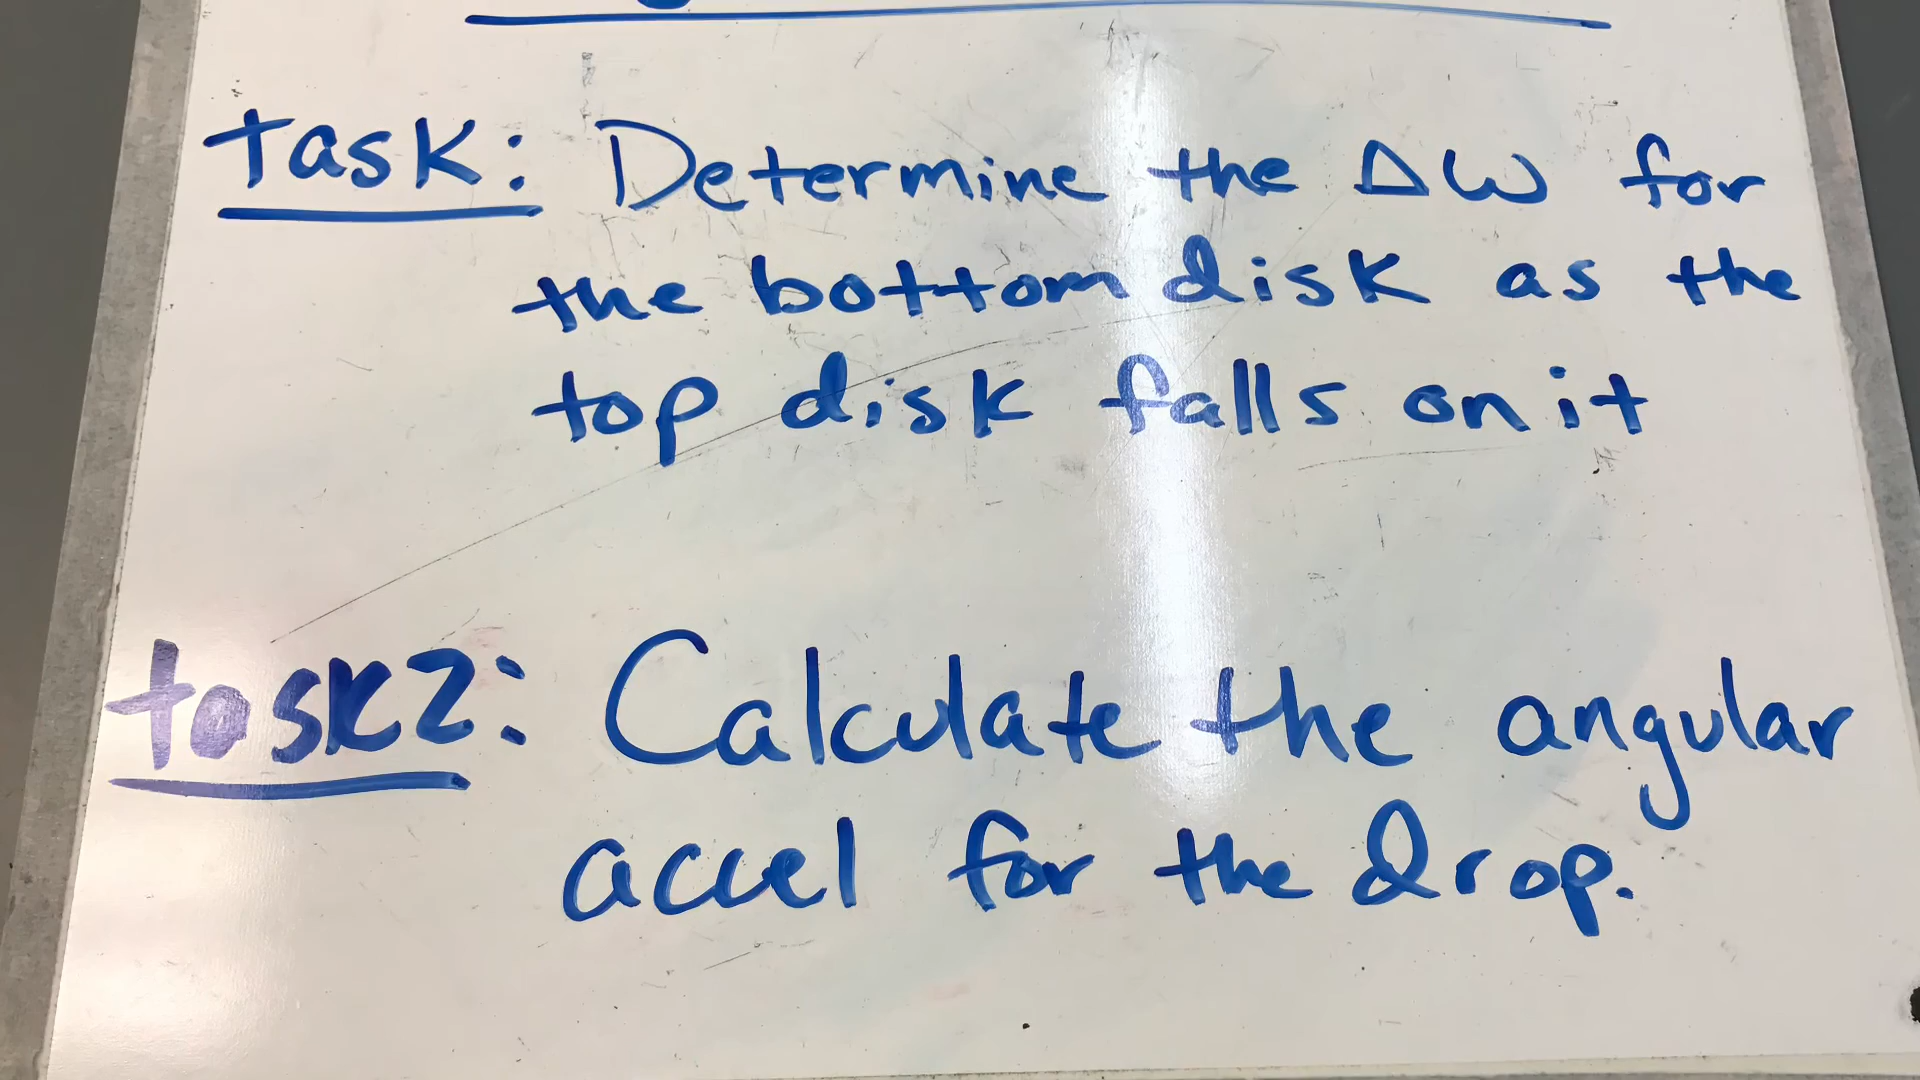 Task: Determine the Δω for
the bottom disk as the
top disk falls on it
task2: Calculate the angular
accel for the drop.